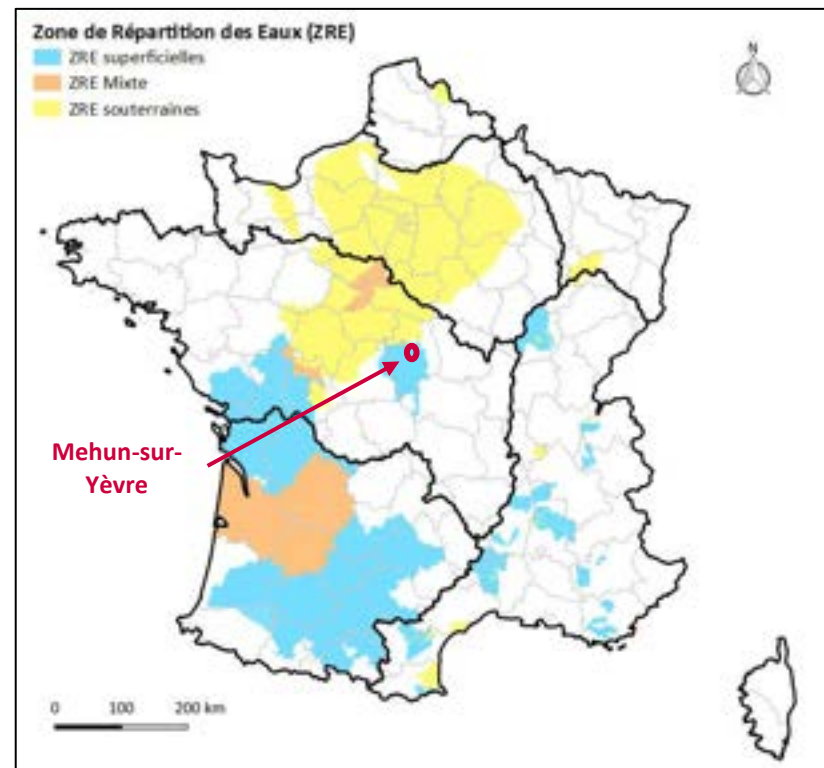 Zone de Répartition des Eaux (ZRE)
ZRE superficielles
ZRE Mixte
ZRE souterraines
N
Mehun-sur-
Yèvre
0 100 200 km